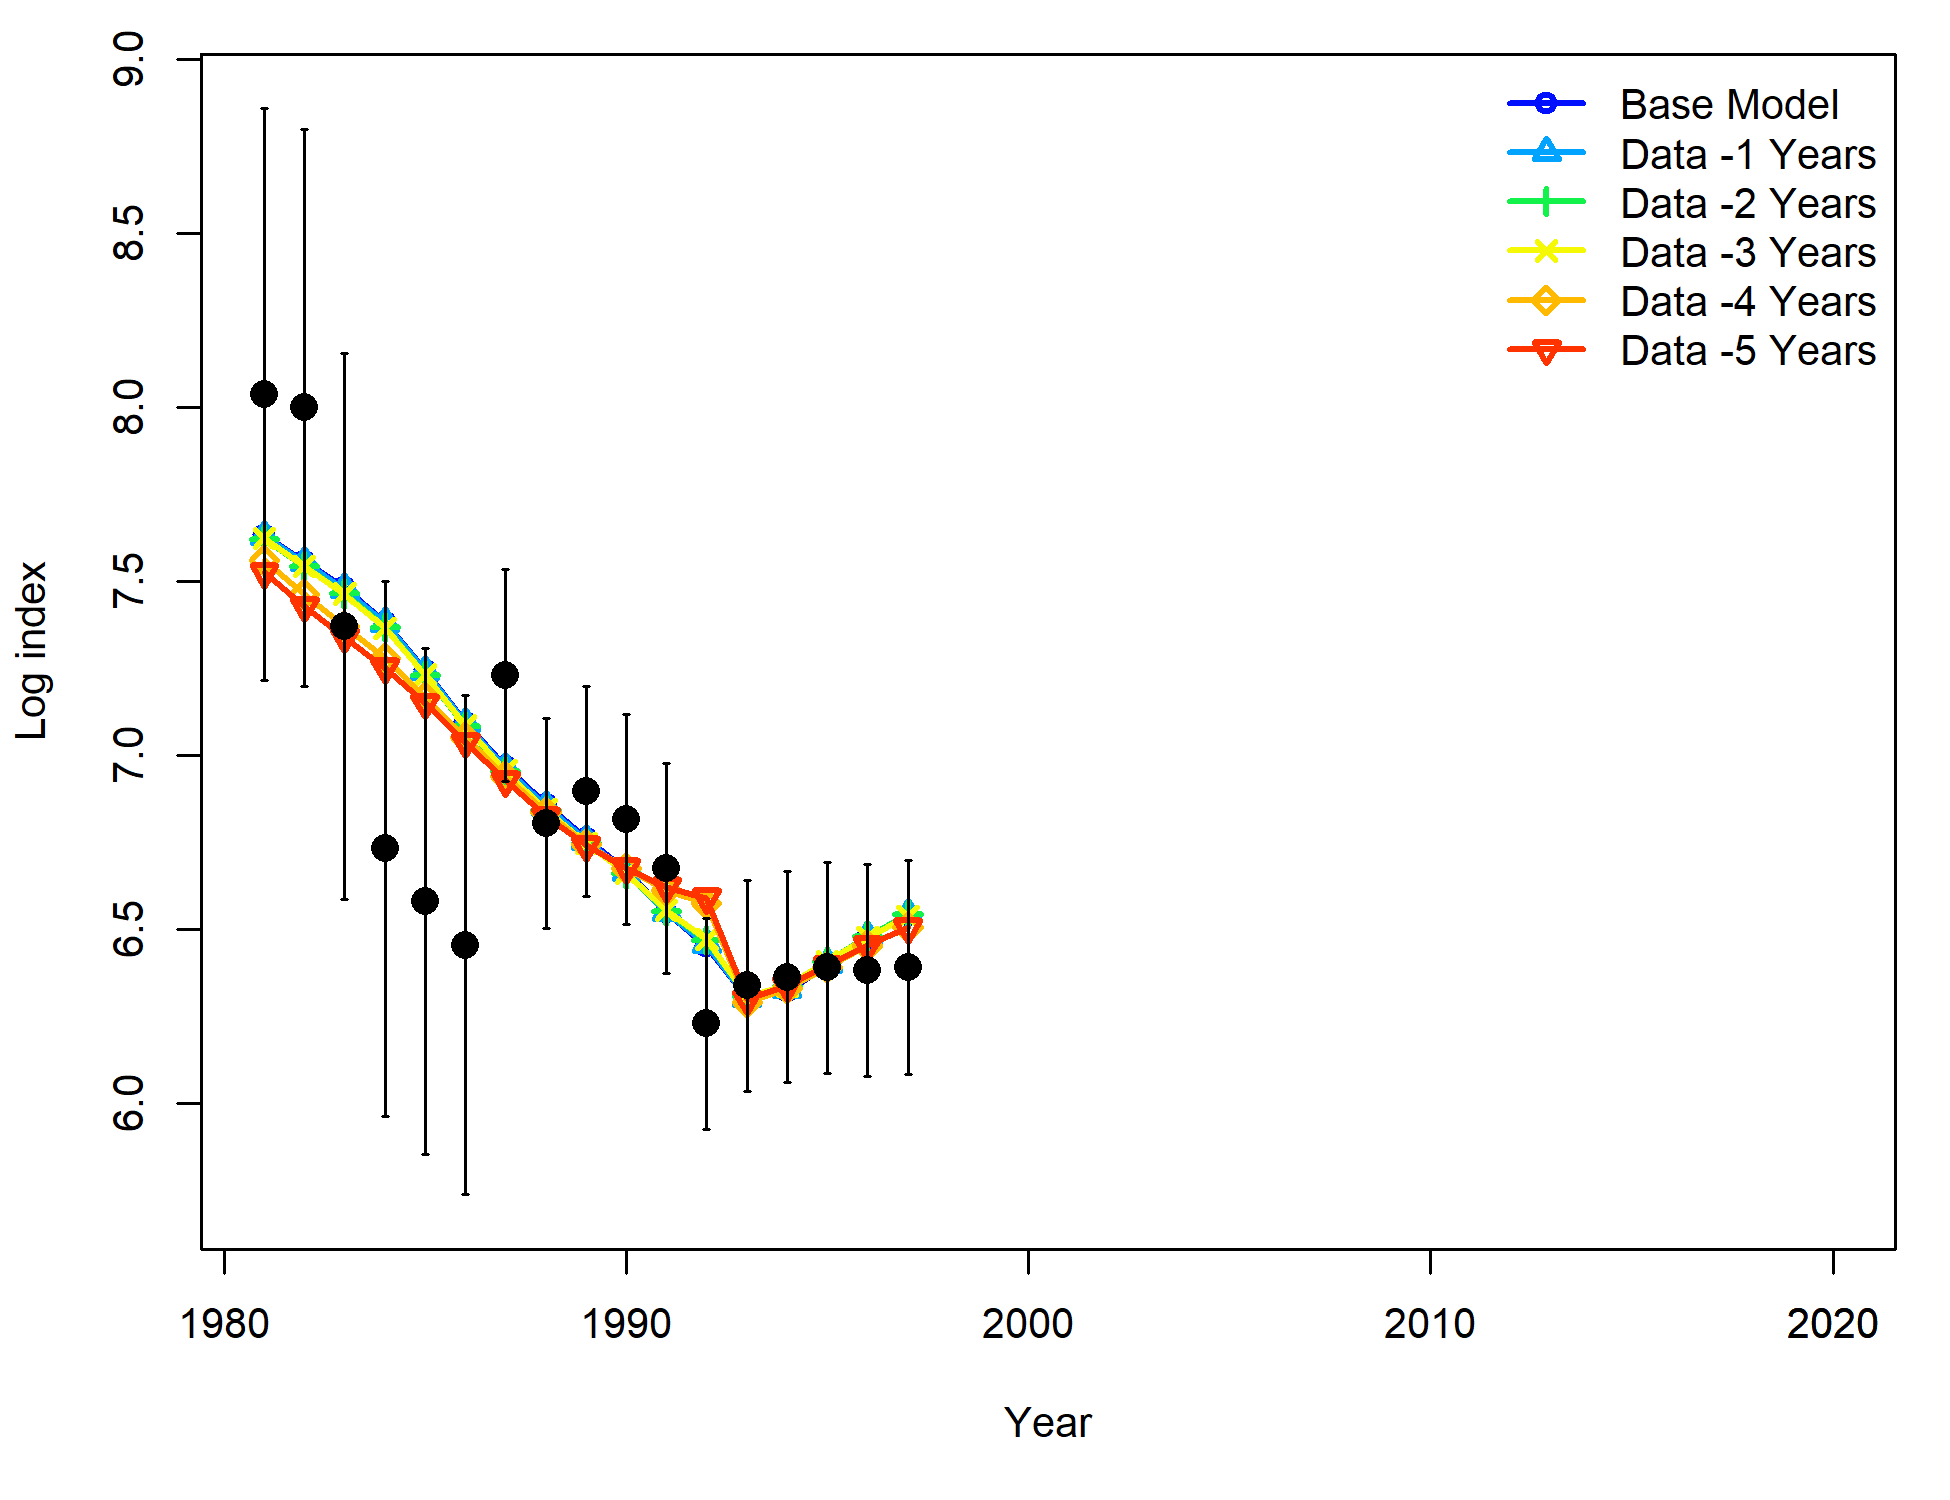 9.0
8.5
8.0
7.5
7.0
6.5
6.0
Log index
Base Model
Data -1 Years
Data -2 Years
Data -3 Years
Data -4 Years
Data -5 Years
1980 1990 2000 2010 2020
Year